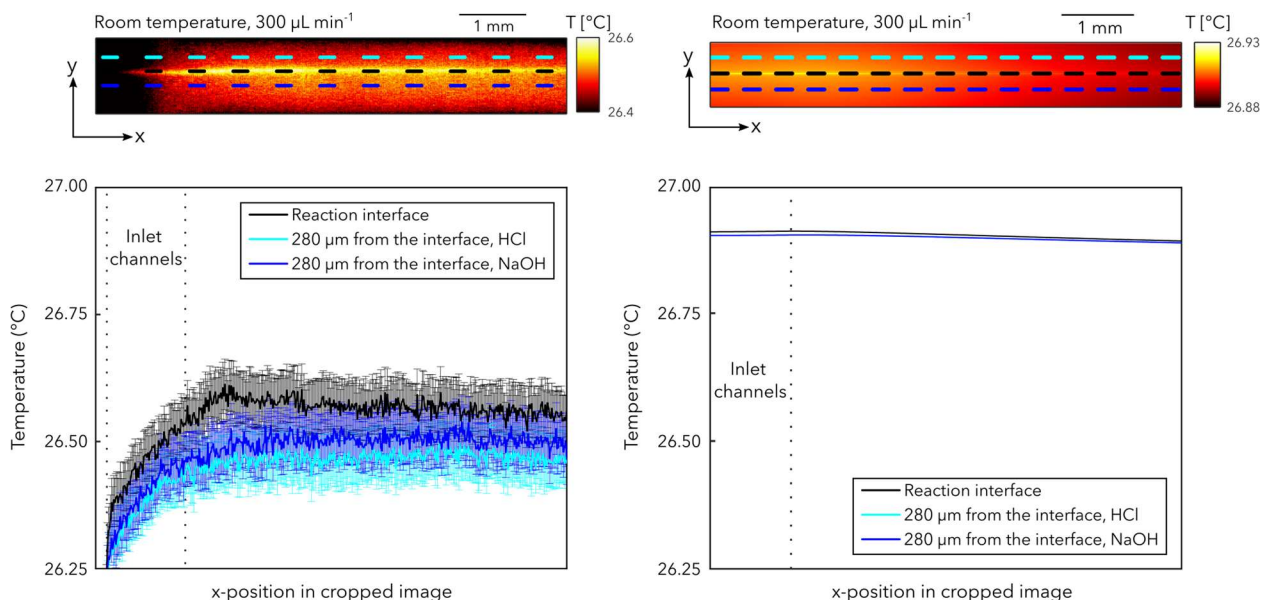 Room temperature, 300 µL min⁻¹
1 mm
T [°C]
26.6
26.4
y
x
27.00
26.75
26.50
26.25
Temperature (°C)
Inlet
channels
Reaction interface
280 µm from the interface, HCl
280 µm from the interface, NaOH
x-position in cropped image
Room temperature, 300 µL min⁻¹
1 mm
T [°C]
26.93
26.88
y
x
27.00
26.75
26.50
26.25
Temperature (°C)
Inlet
channels
Reaction interface
280 µm from the interface, HCl
280 µm from the interface, NaOH
x-position in cropped image